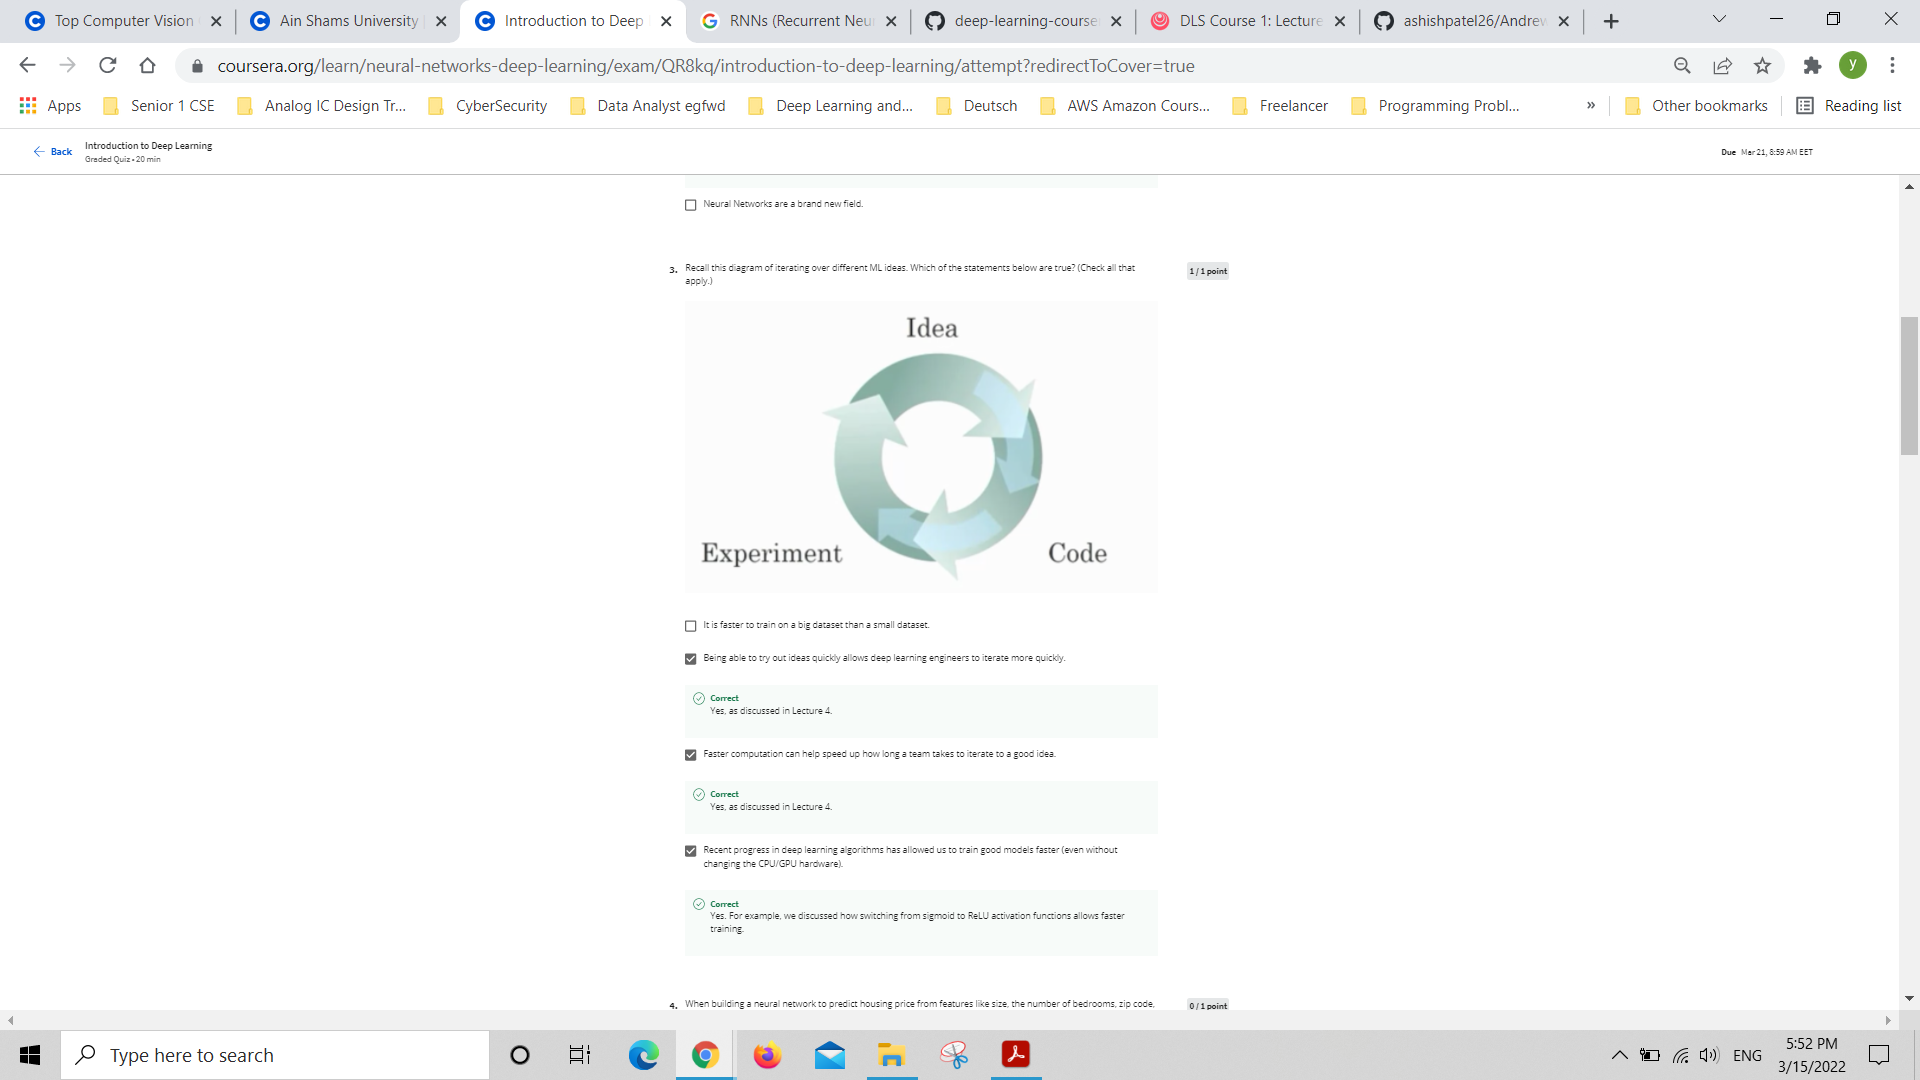 Top Computer Vision
Ain Shams University
Introduction to Deep
RNNs (Recurrent Neu
deep-learning-course
DLS Course 1: Lecture
ashishpatel26/Andrew
coursera.org/learn/neural-networks-deep-learning/exam/QR8kq/introduction-to-deep-learning/attempt?redirectToCover=true
y
Apps
Senior 1 CSE
Analog IC Design Tr...
CyberSecurity
Data Analyst egfwd
Deep Learning and...
Deutsch
AWS Amazon Cours...
Freelancer
Programming Probl...
»
Other bookmarks
Reading list
Back
Introduction to Deep Learning
Graded Quiz • 20 min
Due Mar 21, 8:59 AM EET
Neural Networks are a brand new field.
3. Recall this diagram of iterating over different ML ideas. Which of the statements below are true? (Check all that
apply.)
1 / 1 point
Idea
Experiment
Code
It is faster to train on a big dataset than a small dataset.
Being able to try out ideas quickly allows deep learning engineers to iterate more quickly.
Correct
Yes, as discussed in Lecture 4.
Faster computation can help speed up how long a team takes to iterate to a good idea.
Correct
Yes, as discussed in Lecture 4.
Recent progress in deep learning algorithms has allowed us to train good models faster (even without
changing the CPU/GPU hardware).
Correct
Yes. For example, we discussed how switching from sigmoid to ReLU activation functions allows faster
training.
4. When building a neural network to predict housing price from features like size, the number of bedrooms, zip code,
0 / 1 point
Type here to search
ENG
5:52 PM
3/15/2022